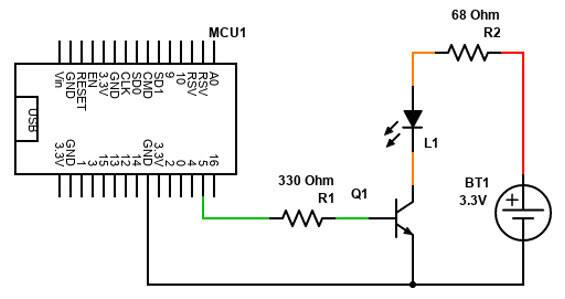 68 Ohm
R2
MCU1
Vin
GND
RESET
EN
3.3V
GND
CLK
SD0
CMD
SD1
9
10
RSV
RSV
A0
USB
3.3V
GND
1
3
15
13
12
14
GND
3.3V
2
0
4
5
16
L1
330 Ohm
R1
Q1
BT1
3.3V
+